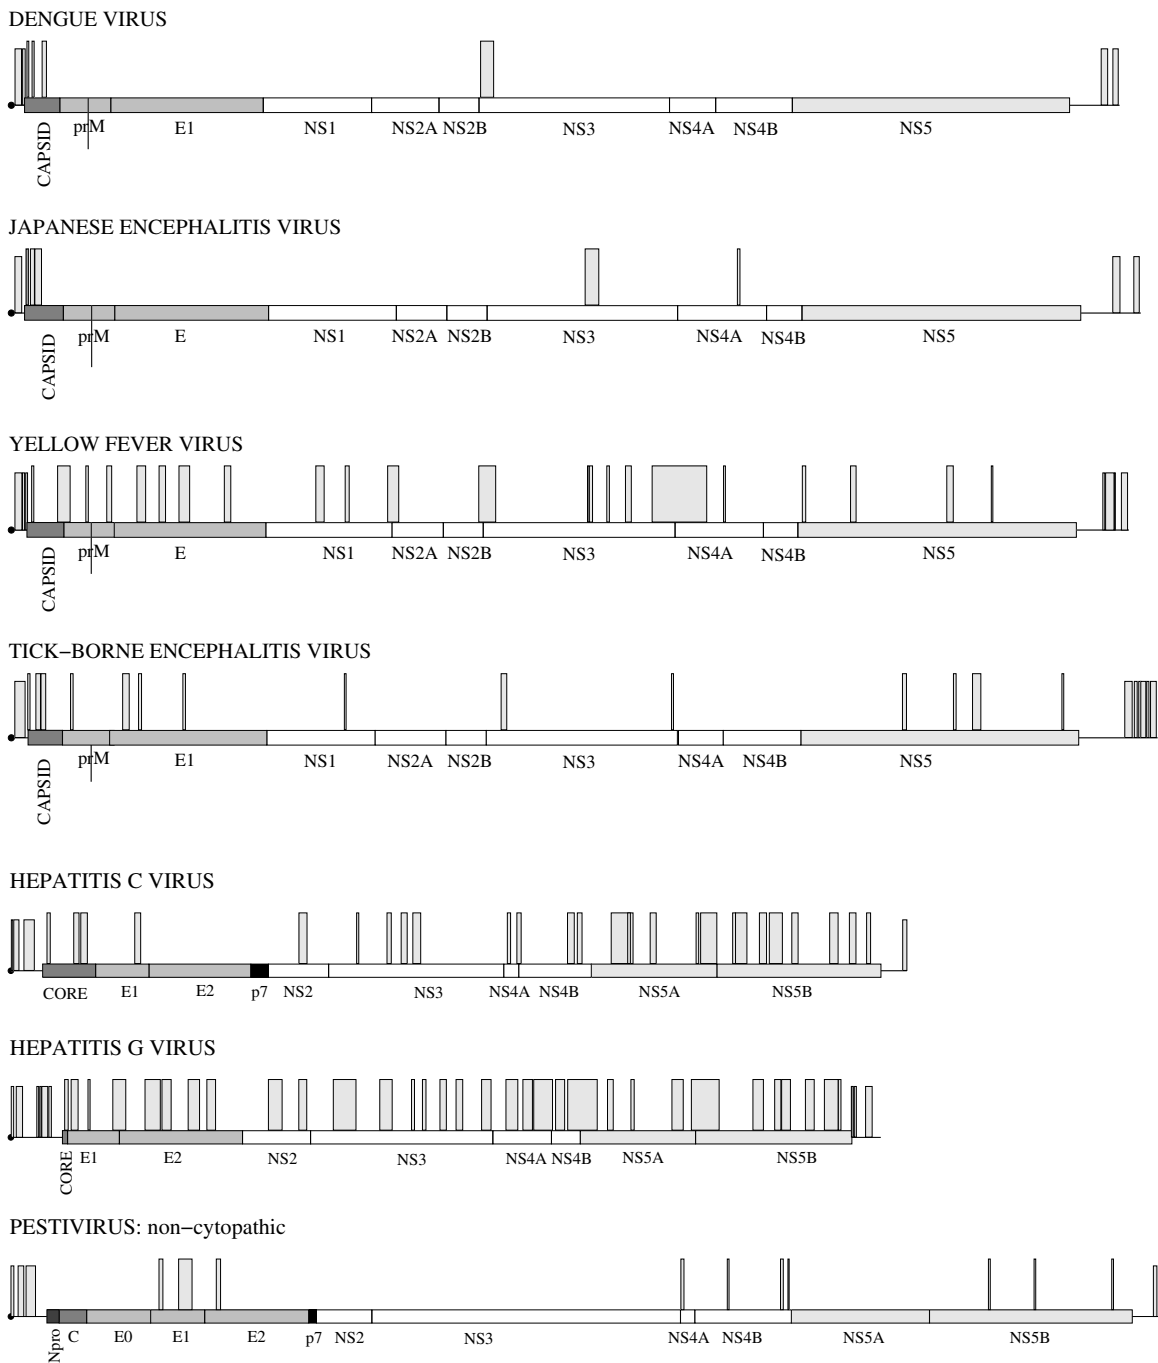 DENGUE VIRUS
prM E1 NS1 NS2A NS2B NS3 NS4A NS4B NS5
CAPSID
JAPANESE ENCEPHALITIS VIRUS
prM E NS1 NS2A NS2B NS3 NS4A NS4B NS5
CAPSID
YELLOW FEVER VIRUS
prM E NS1 NS2A NS2B NS3 NS4A NS4B NS5
CAPSID
TICK−BORNE ENCEPHALITIS VIRUS
prM E1 NS1 NS2A NS2B NS3 NS4A NS4B NS5
CAPSID
HEPATITIS C VIRUS
CORE E1 E2 p7 NS2 NS3 NS4A NS4B NS5A NS5B
HEPATITIS G VIRUS
CORE E1 E2 NS2 NS3 NS4A NS4B NS5A NS5B
PESTIVIRUS: non−cytopathic
Npro C E0 E1 E2 p7 NS2 NS3 NS4A NS4B NS5A NS5B